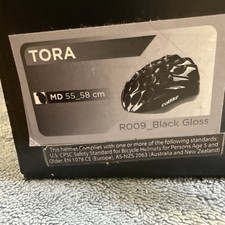 TORA
MD 55_58 cm
R009_Black Gloss
This helmet Complies with one or more of the following standards
U.S. CPSC Safety Standard for Bicycle Helmets for Persons Age 5 and
Older, EN 1078 CE (Europe), AS-NZS 2063 (Australia and New Zealand)